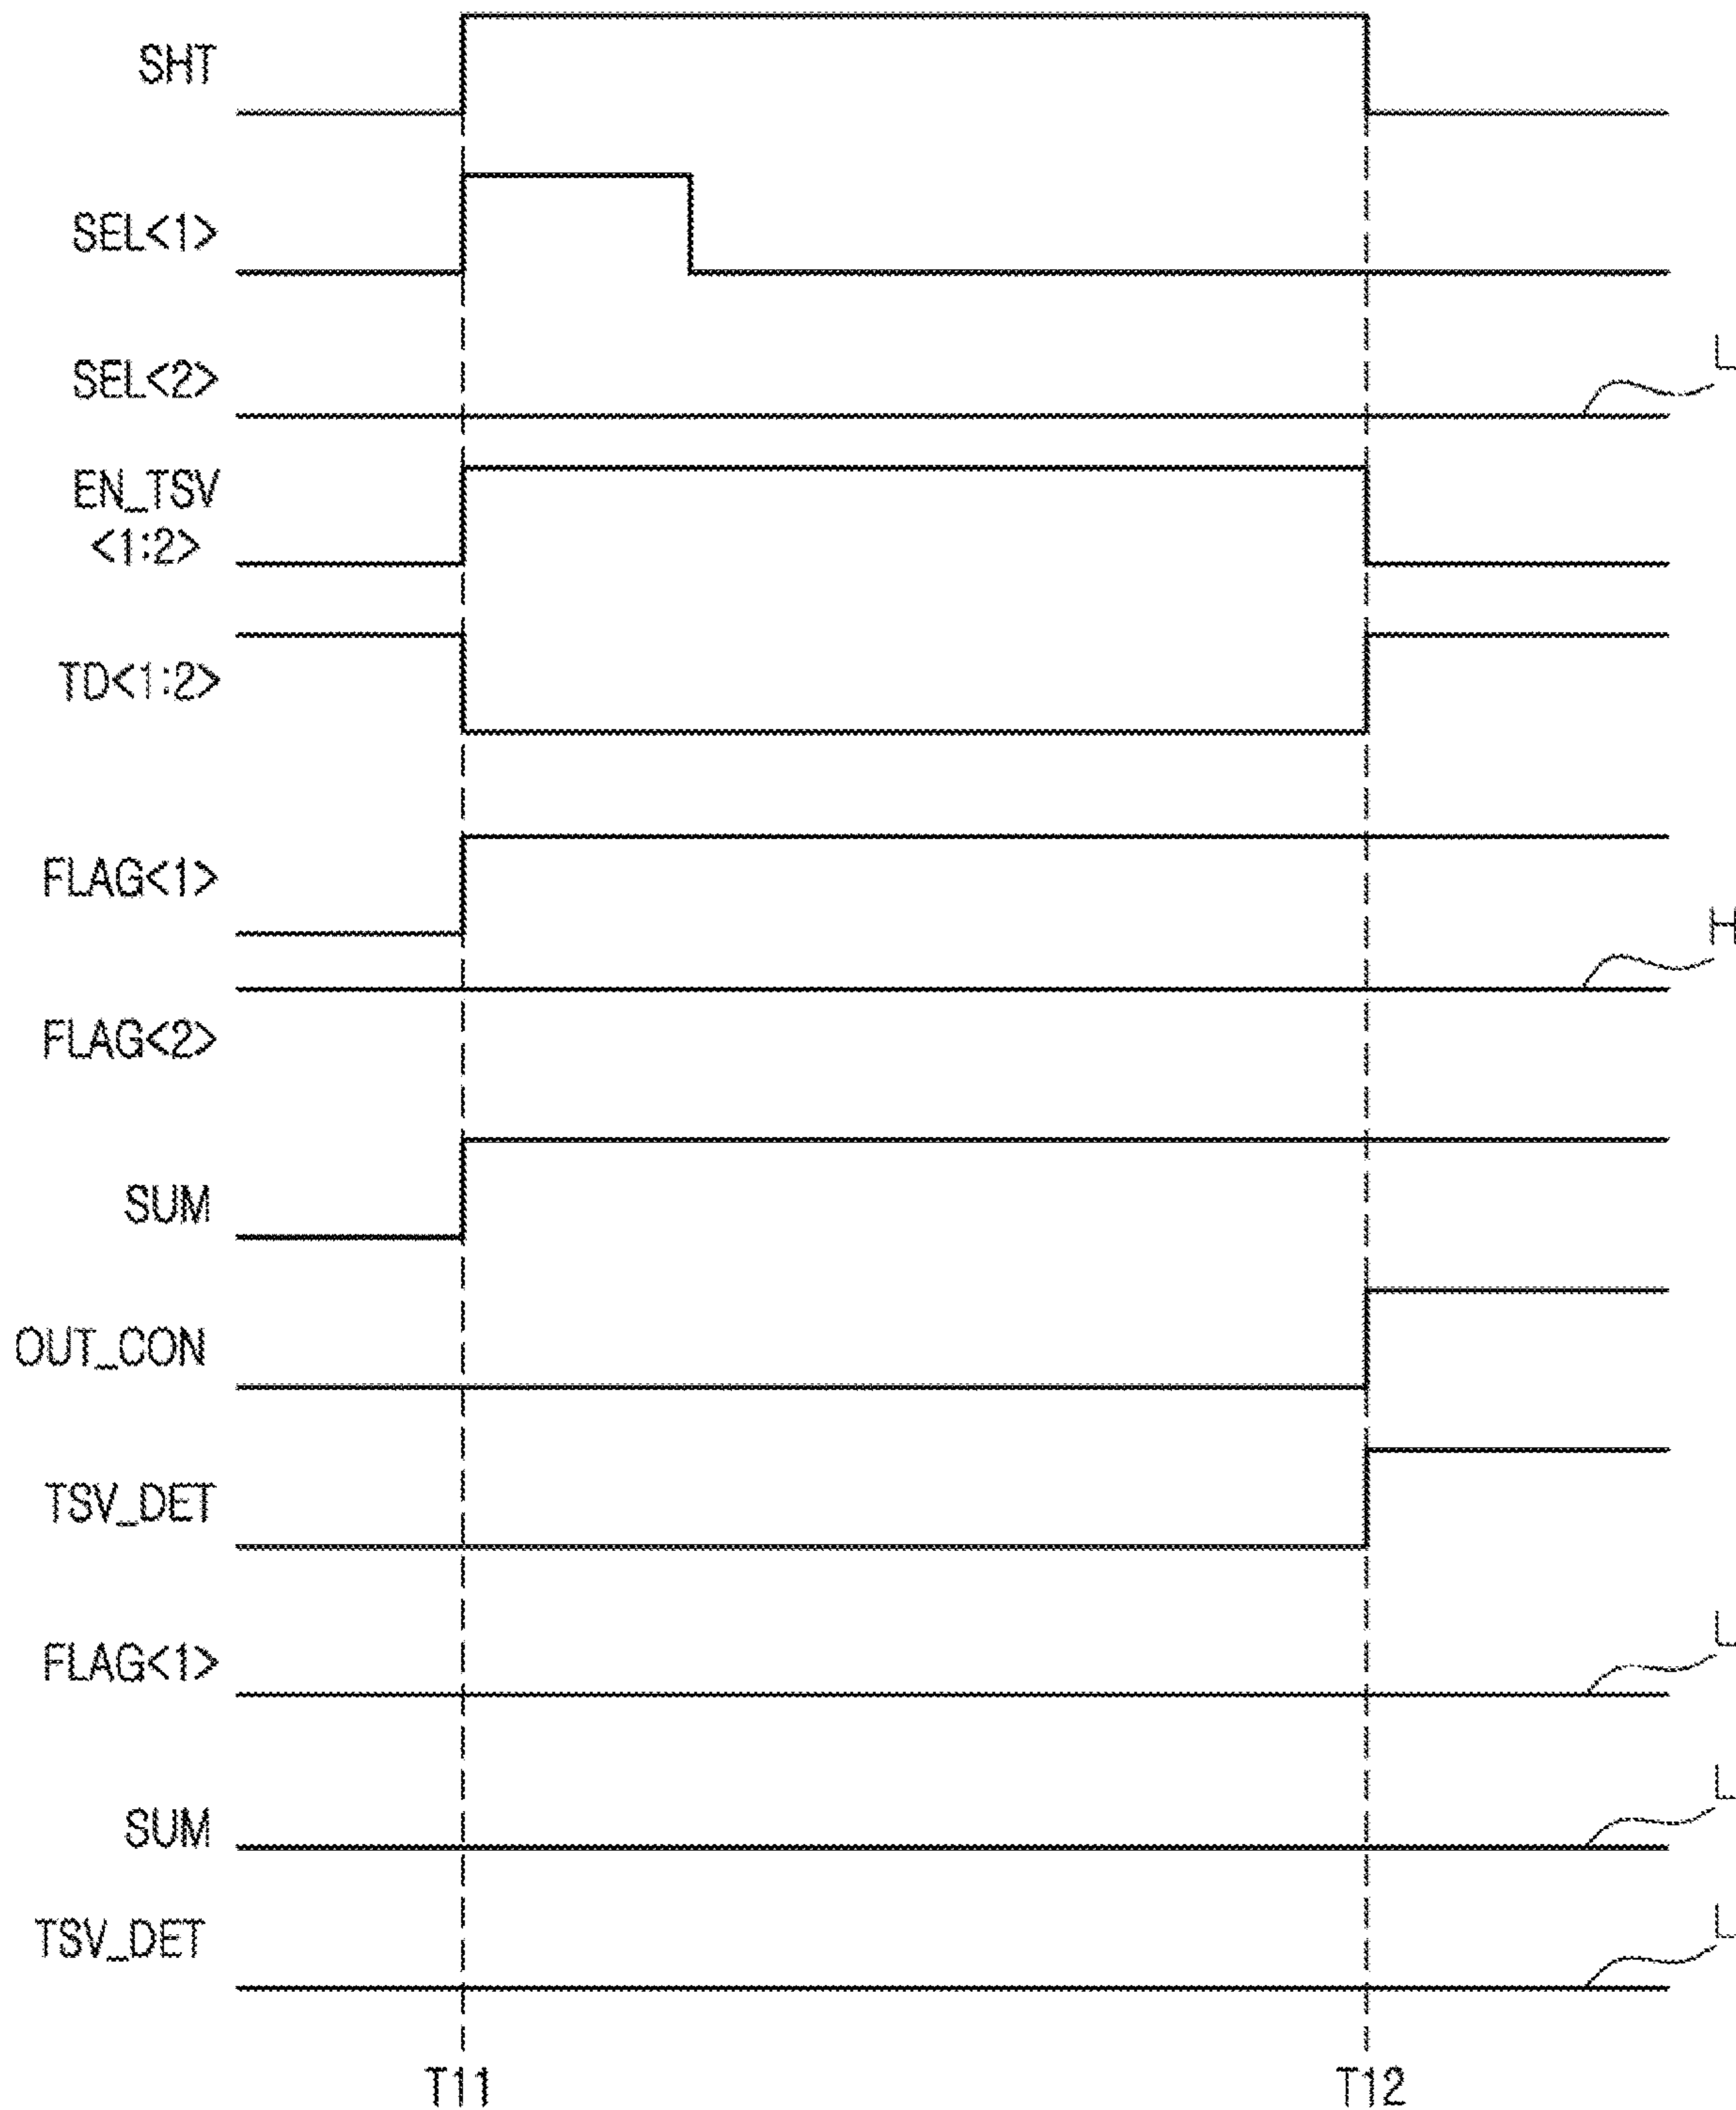 SHT
SEL<1>
SEL<2>
L
EN_TSV
<1:2>
TD<1:2>
FLAG<1>
H
FLAG<2>
SUM
OUT_CON
TSV_DET
FLAG<1>
L
SUM
L
TSV_DET
L
T11
T12